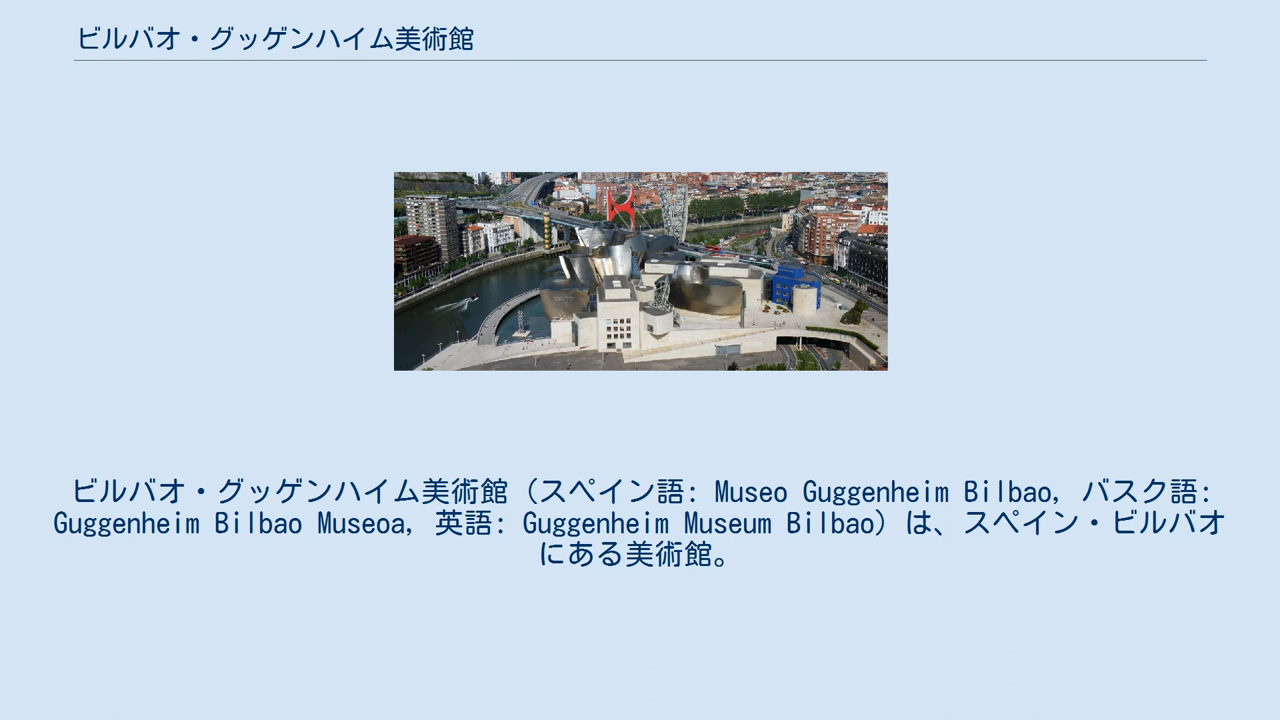 ビルバオ・グッゲンハイム美術館
ビルバオ・グッゲンハイム美術館（スペイン語: Museo Guggenheim Bilbao, バスク語:
Guggenheim Bilbao Museoa, 英語: Guggenheim Museum Bilbao）は、スペイン・ビルバオ
にある美術館。